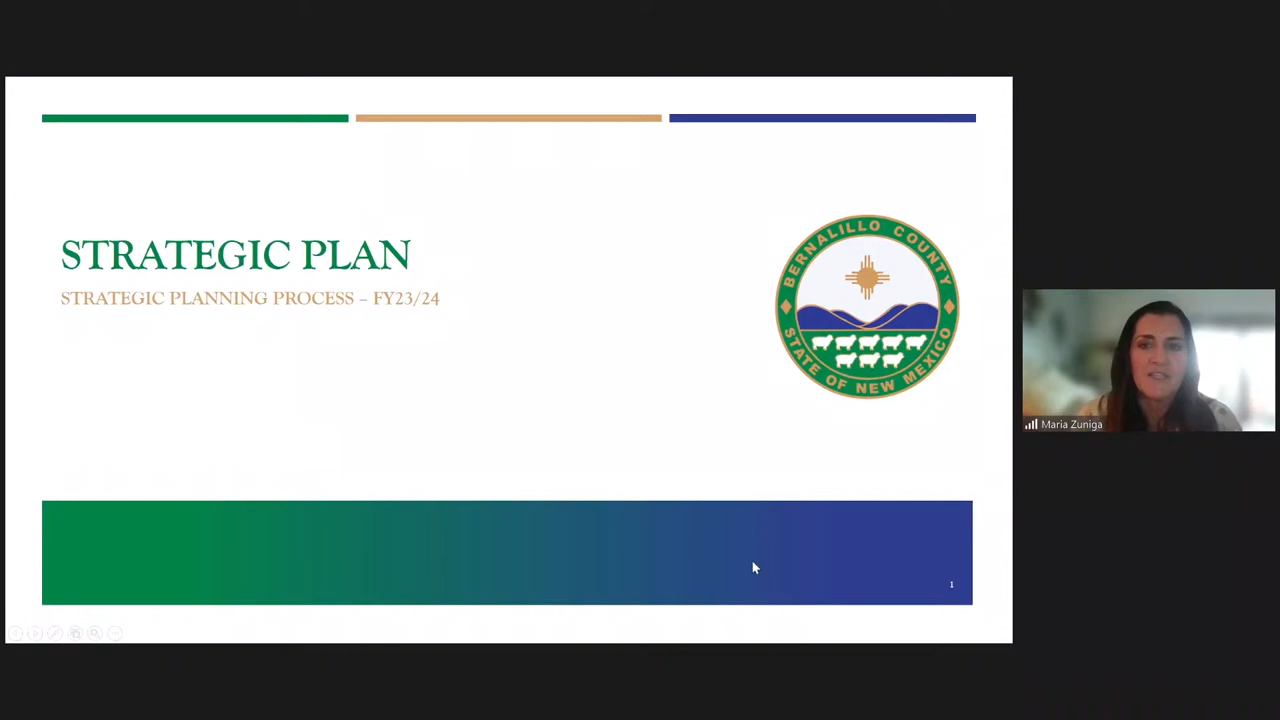 STRATEGIC PLAN
STRATEGIC PLANNING PROCESS – FY23/24
BERNALILLO COUNTY
STATE OF NEW MEXICO
Maria Zuniga
1